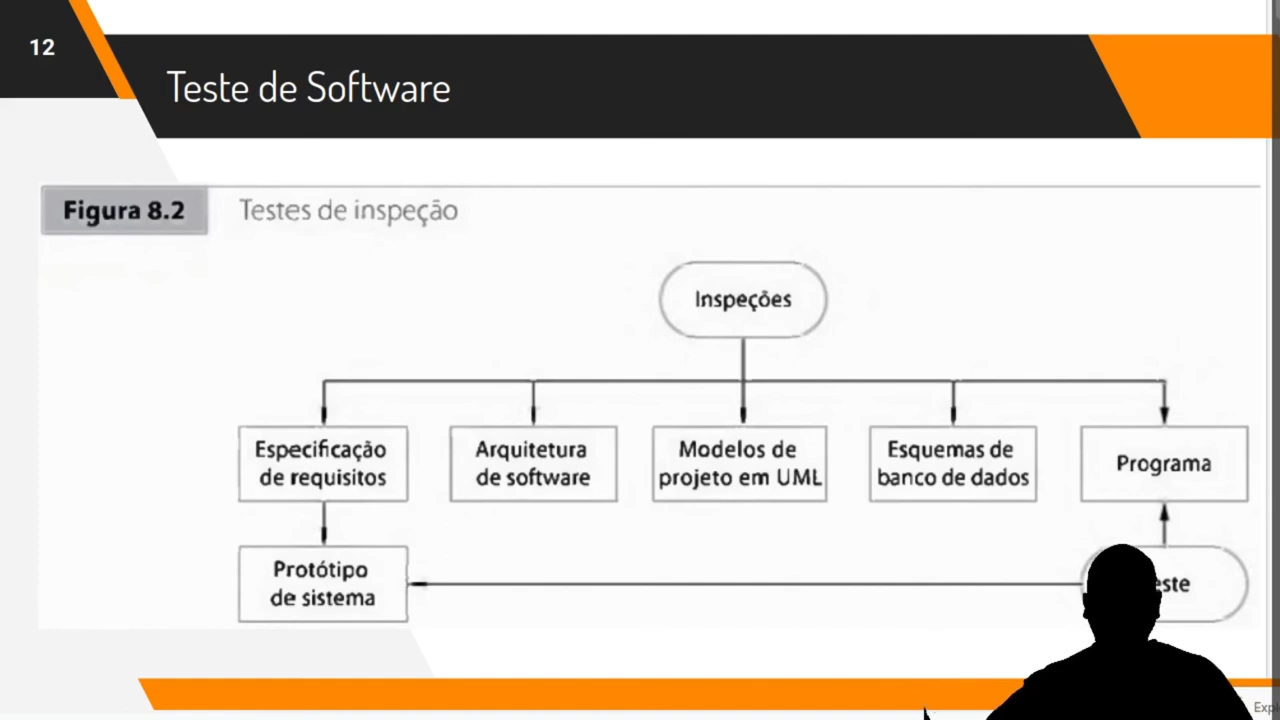 12
Teste de Software
Figura 8.2
Testes de inspeção
Inspeções
Especificação
de requisitos
Arquitetura
de software
Modelos de
projeto em UML
Esquemas de
banco de dados
Programa
Protótipo
de sistema